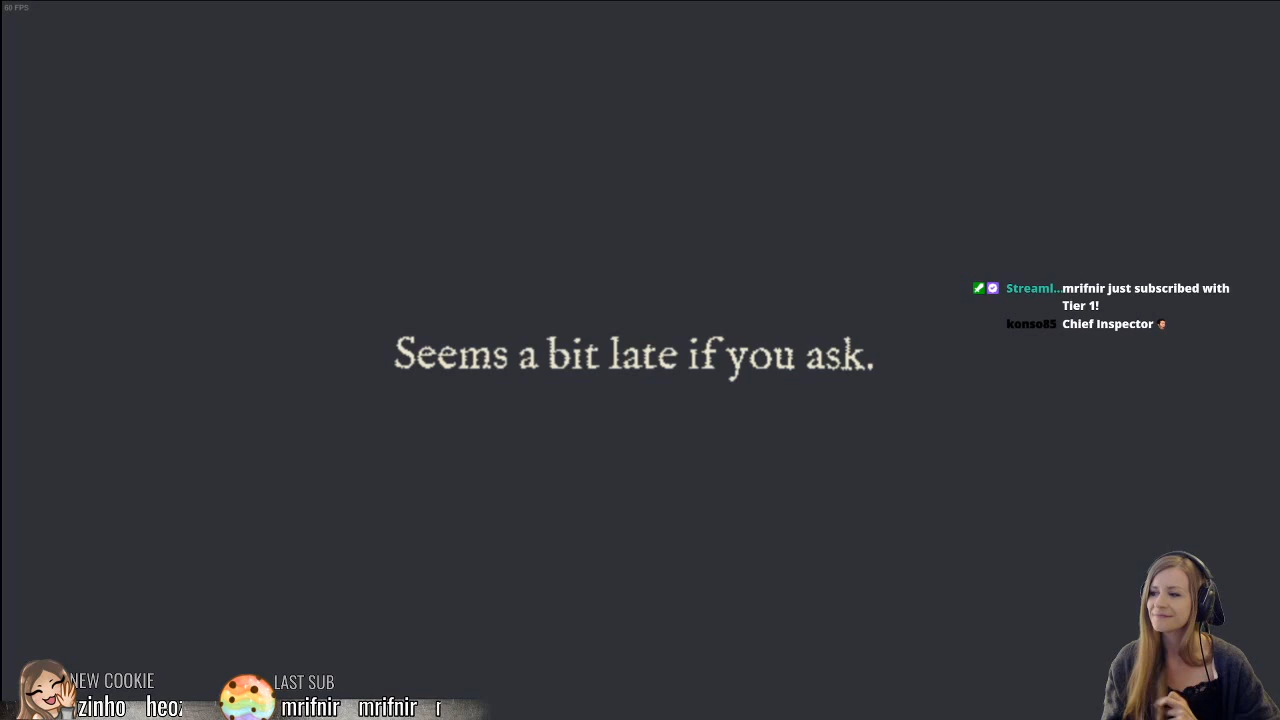 60 FPS
Streaml... mrifnir just subscribed with
Tier 1!
konso85 Chief Inspector
Seems a bit late if you ask.
NEW COOKIE
zinho heoz
LAST SUB
mrifnir mrifnir